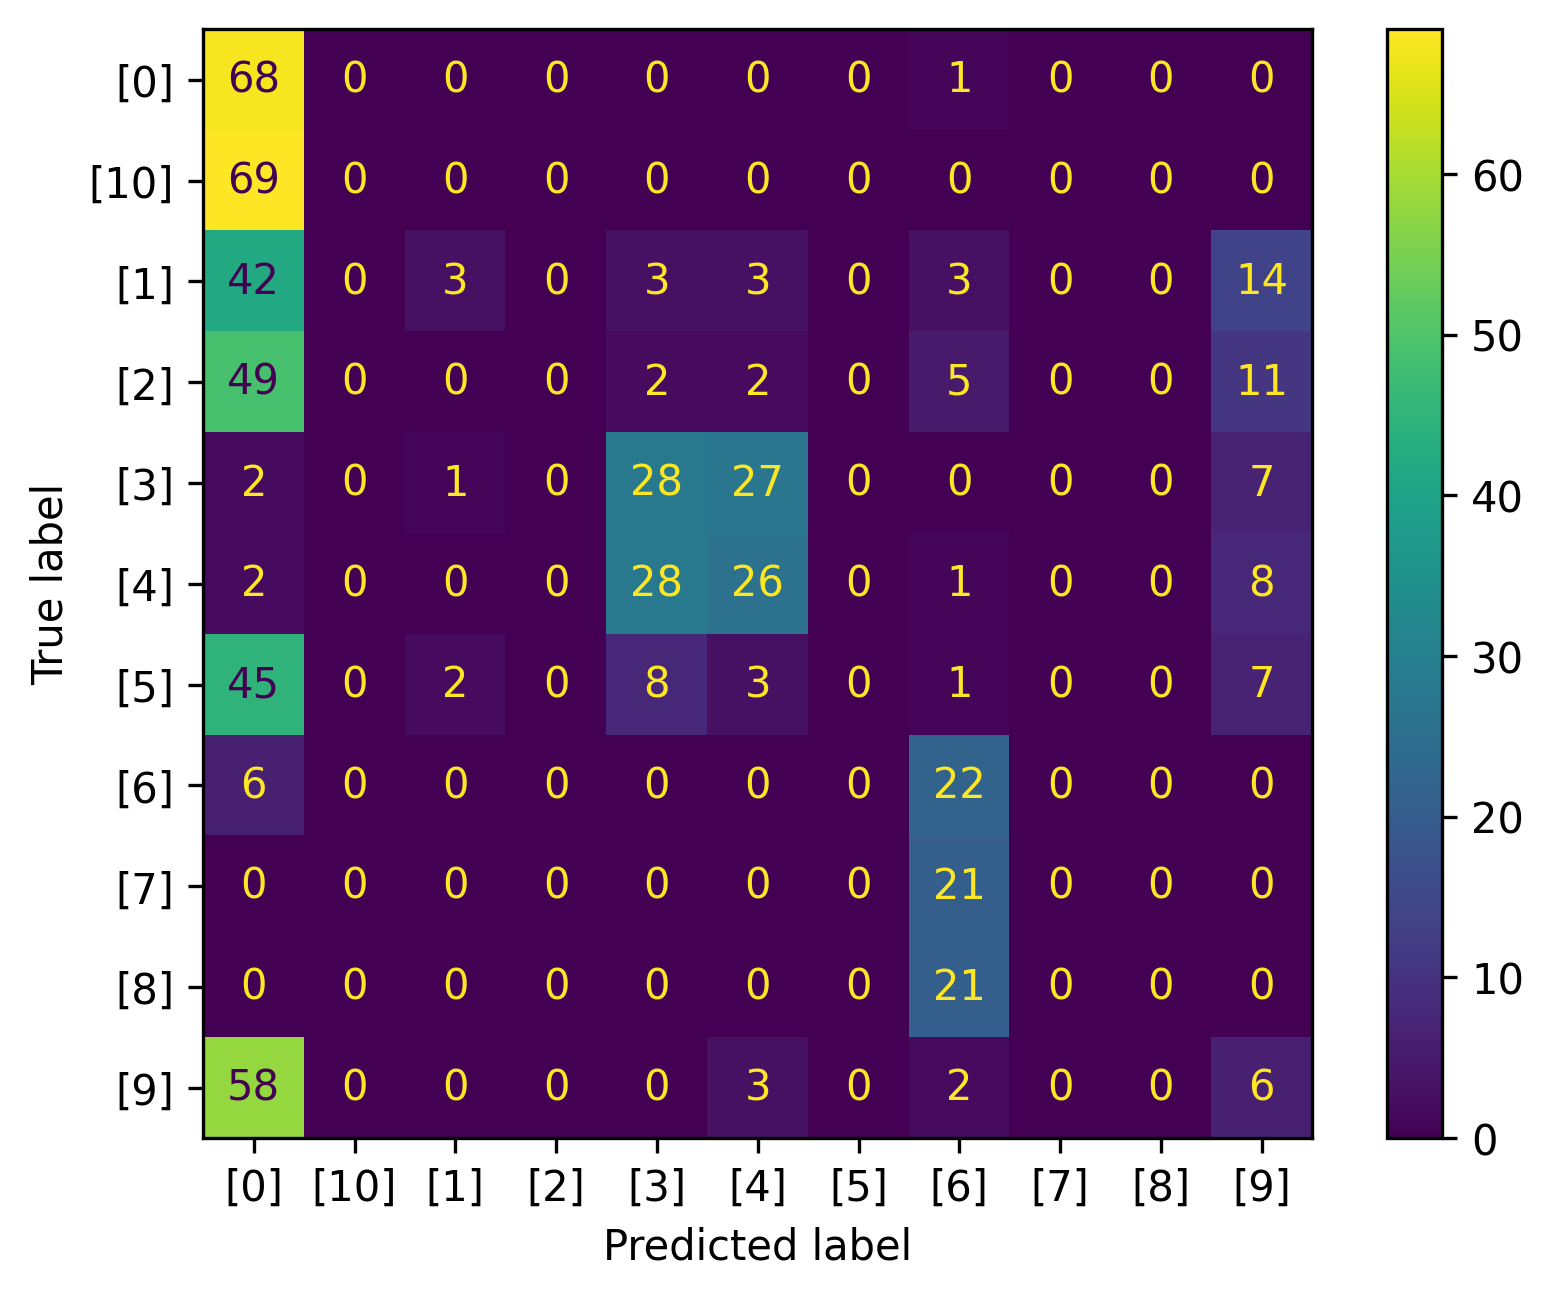 [0] 68 0 0 0 0 0 0 1 0 0 0
[10] 69 0 0 0 0 0 0 0 0 0 0
[1] 42 0 3 0 3 3 0 3 0 0 14
[2] 49 0 0 0 2 2 0 5 0 0 11
[3] 2 0 1 0 28 27 0 0 0 0 7
[4] 2 0 0 0 28 26 0 1 0 0 8
[5] 45 0 2 0 8 3 0 1 0 0 7
[6] 6 0 0 0 0 0 0 22 0 0 0
[7] 0 0 0 0 0 0 0 21 0 0 0
[8] 0 0 0 0 0 0 0 21 0 0 0
[9] 58 0 0 0 0 3 0 2 0 0 6
[0] [10] [1] [2] [3] [4] [5] [6] [7] [8] [9]
Predicted label
True label
60
50
40
30
20
10
0